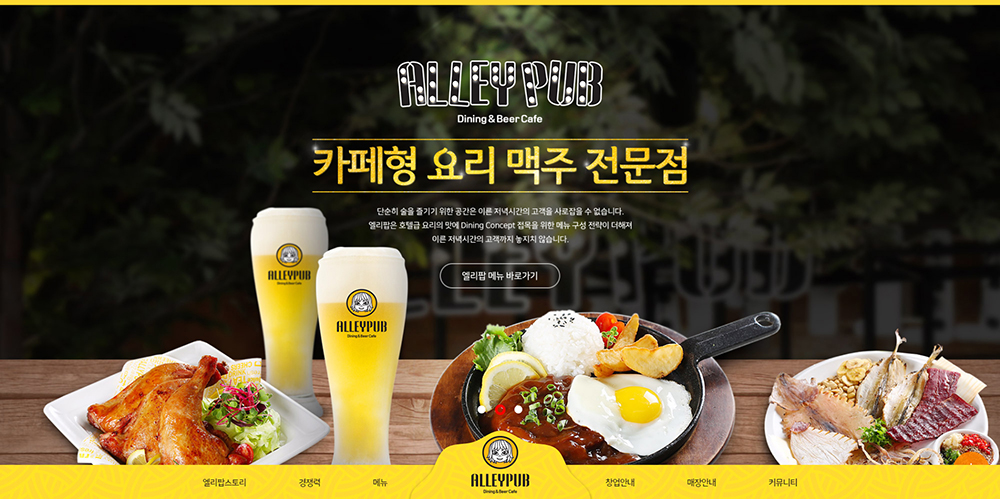 ALLEY PUB
Dining & Beer Cafe
카페형 요리 맥주 전문점
단순히 술을 즐기기 위한 공간은 이른 저녁시간의 고객을 사로잡을 수 없습니다.
엘리팝은 호텔급 요리의 맛에 Dining Concept 접목을 위한 메뉴 구성 전략이 더해져
이른 저녁시간의 고객까지 놓지치 않습니다.
엘리팝 메뉴 바로가기
ALLEYPUB
Dining & Beer Cafe
ALLEYPUB
Dining & Beer Cafe
ALLEY PUB
엘리팝스토리
경쟁력
메뉴
ALLEYPUB
Dining & Beer Cafe
창업안내
매장안내
커뮤니티